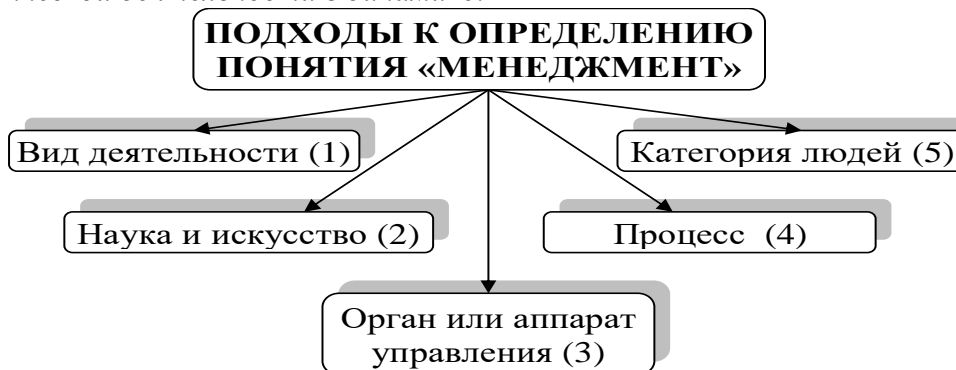 ПОДХОДЫ К ОПРЕДЕЛЕНИЮ
ПОНЯТИЯ «МЕНЕДЖМЕНТ»
Вид деятельности (1)
Категория людей (5)
Наука и искусство (2)
Процесс (4)
Орган или аппарат
управления (3)